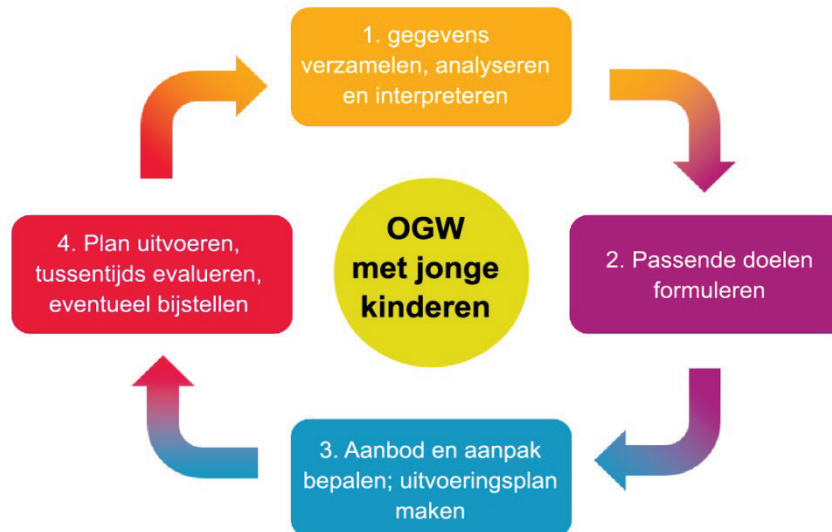 1. gegevens
verzamelen, analyseren
en interpreteren
2. Passende doelen
formuleren
3. Aanbod en aanpak
bepalen; uitvoeringsplan
maken
4. Plan uitvoeren,
tussentijds evalueren,
eventueel bijstellen
OGW
met jonge
kinderen